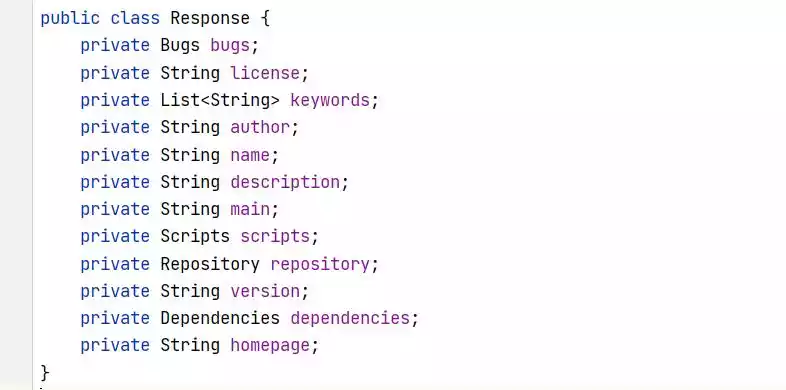 public class Response {
    private Bugs bugs;
    private String license;
    private List<String> keywords;
    private String author;
    private String name;
    private String description;
    private String main;
    private Scripts scripts;
    private Repository repository;
    private String version;
    private Dependencies dependencies;
    private String homepage;
}